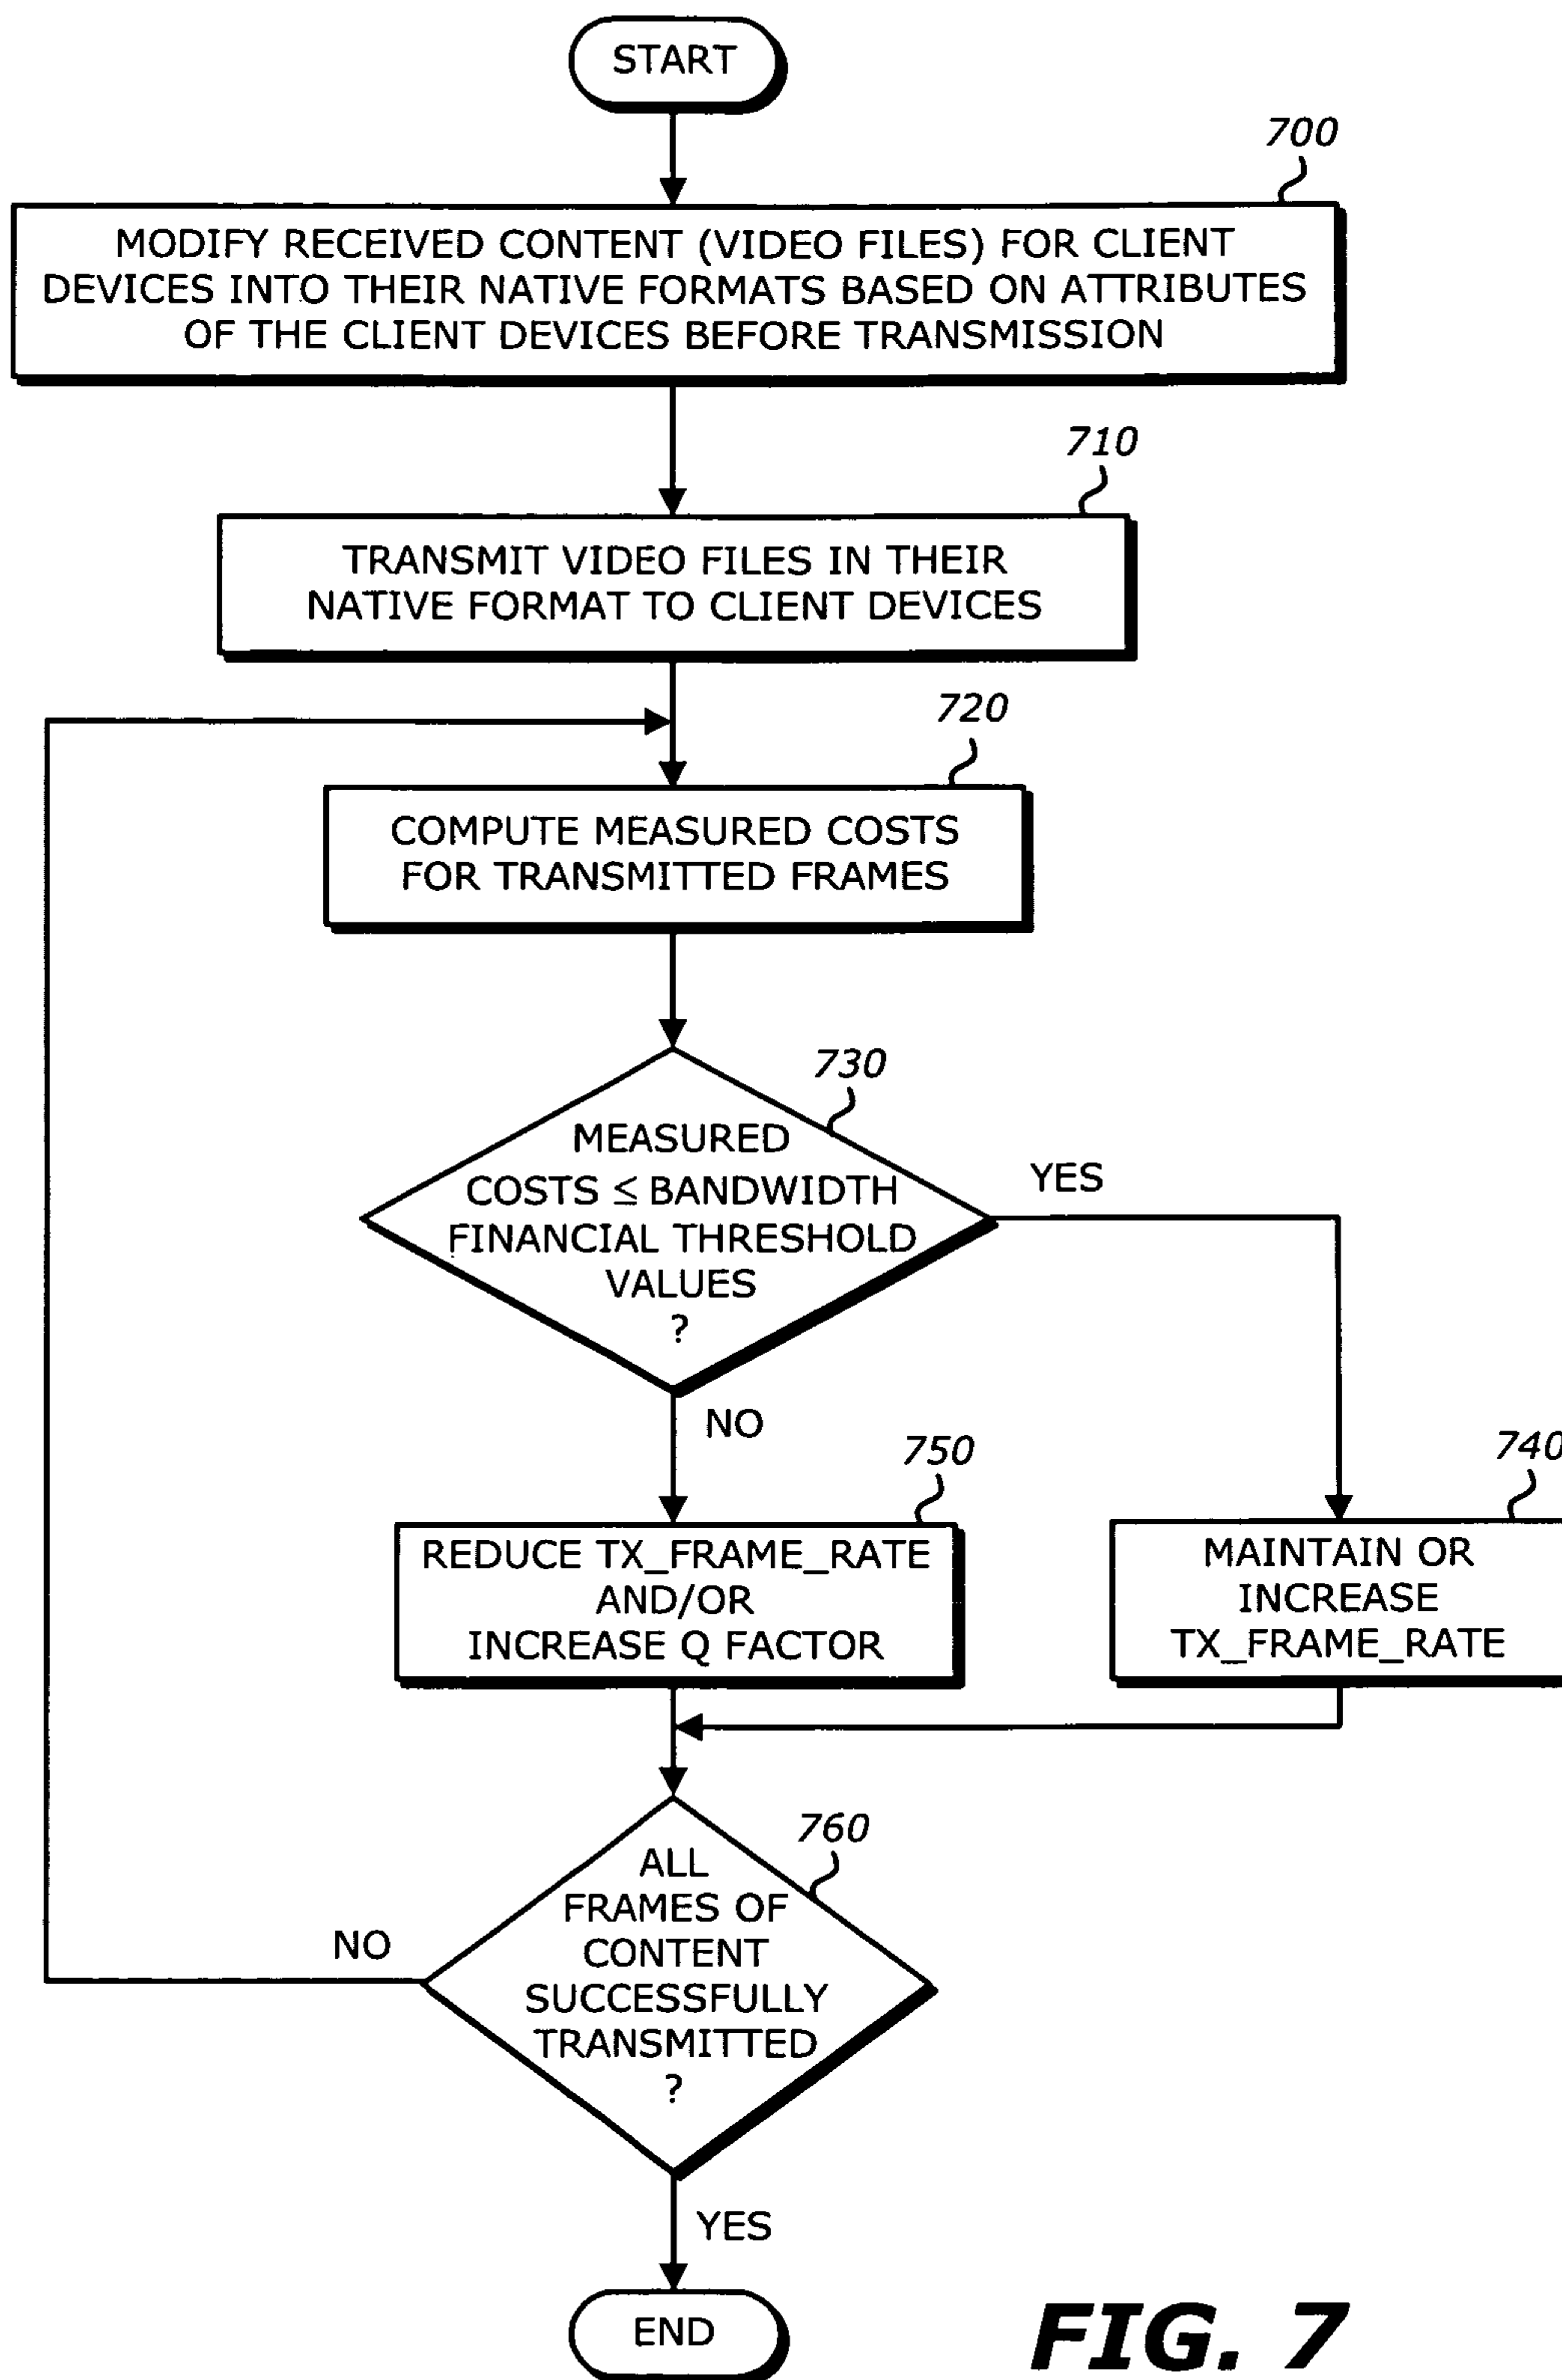 START
700
MODIFY RECEIVED CONTENT (VIDEO FILES) FOR CLIENT
DEVICES INTO THEIR NATIVE FORMATS BASED ON ATTRIBUTES
OF THE CLIENT DEVICES BEFORE TRANSMISSION
710
TRANSMIT VIDEO FILES IN THEIR
NATIVE FORMAT TO CLIENT DEVICES
720
COMPUTE MEASURED COSTS
FOR TRANSMITTED FRAMES
730
MEASURED
COSTS ≤ BANDWIDTH
FINANCIAL THRESHOLD
VALUES
?
YES
NO
750
REDUCE TX_FRAME_RATE
AND/OR
INCREASE Q FACTOR
740
MAINTAIN OR
INCREASE
TX_FRAME_RATE
760
ALL
FRAMES OF
CONTENT
SUCCESSFULLY
TRANSMITTED
?
NO
YES
END
FIG. 7